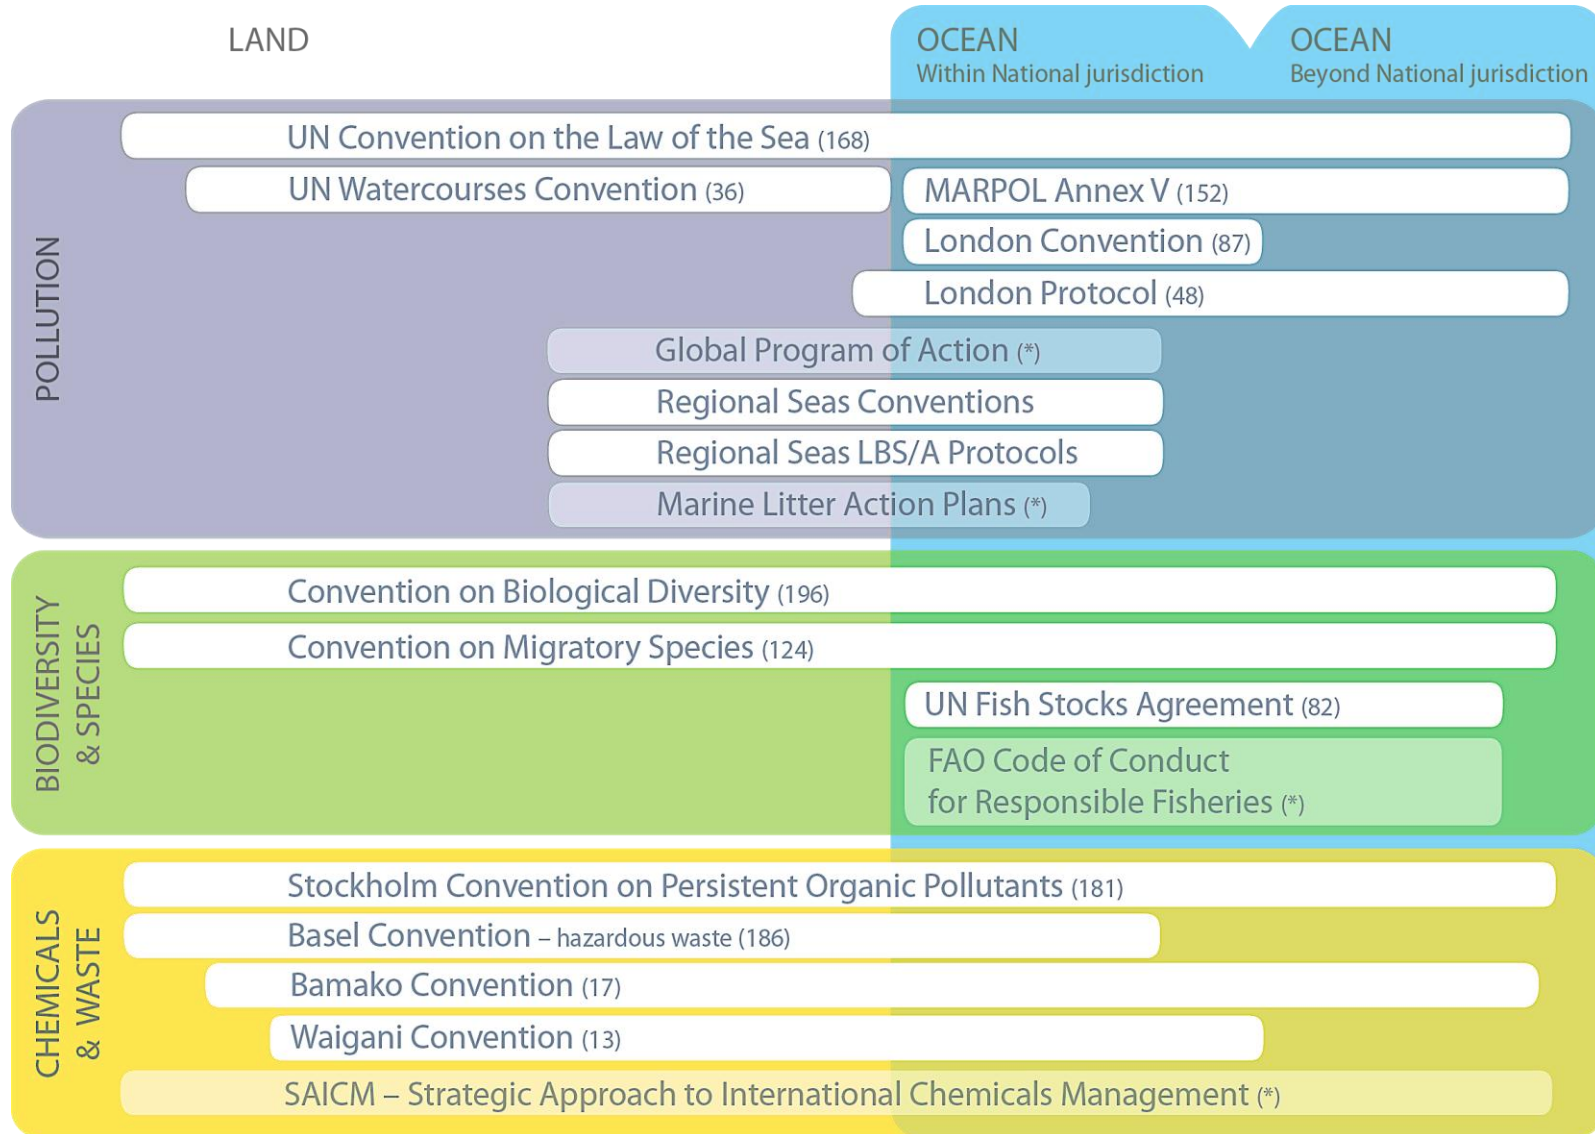 LAND
OCEAN
Within National jurisdiction
OCEAN
Beyond National jurisdiction
POLLUTION
UN Convention on the Law of the Sea (168)
UN Watercourses Convention (36)
MARPOL Annex V (152)
London Convention (87)
London Protocol (48)
Global Program of Action (*)
Regional Seas Conventions
Regional Seas LBS/A Protocols
Marine Litter Action Plans (*)
BIODIVERSITY
& SPECIES
Convention on Biological Diversity (196)
Convention on Migratory Species (124)
UN Fish Stocks Agreement (82)
FAO Code of Conduct
for Responsible Fisheries (*)
CHEMICALS
& WASTE
Stockholm Convention on Persistent Organic Pollutants (181)
Basel Convention – hazardous waste (186)
Bamako Convention (17)
Waigani Convention (13)
SAICM – Strategic Approach to International Chemicals Management (*)